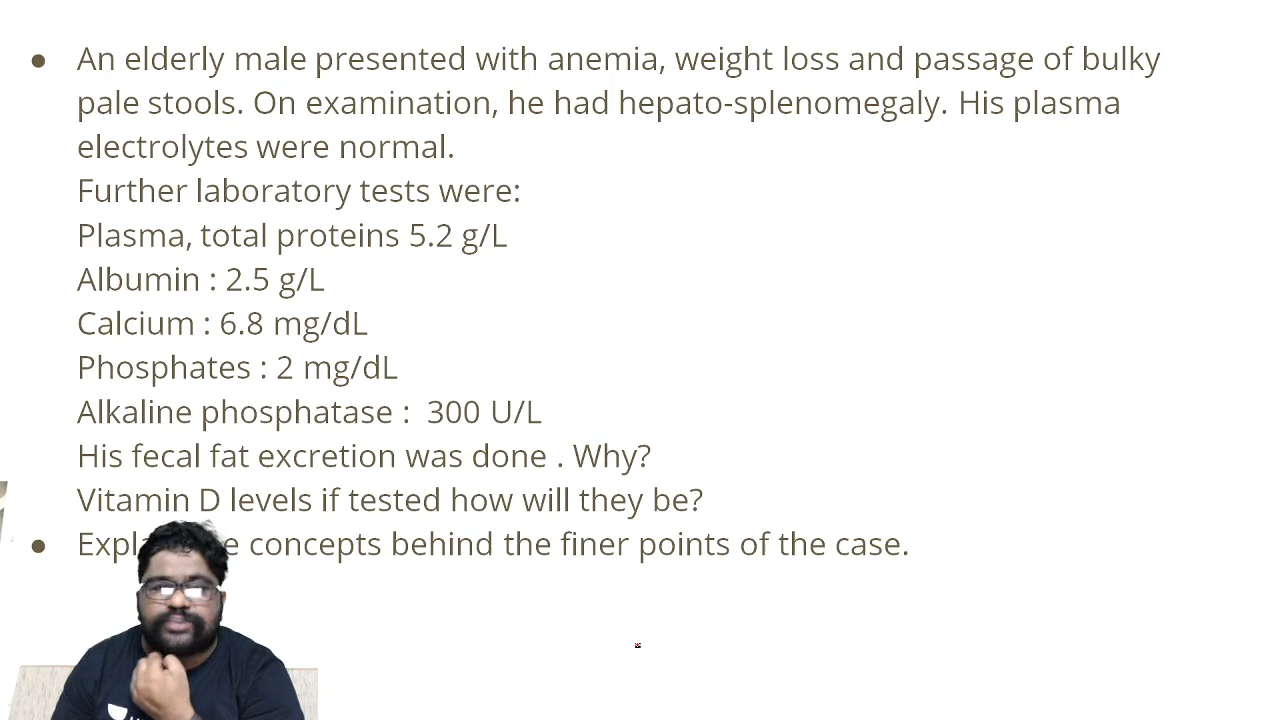 An elderly male presented with anemia, weight loss and passage of bulky
pale stools. On examination, he had hepato-splenomegaly. His plasma
electrolytes were normal.
Further laboratory tests were:
Plasma, total proteins 5.2 g/L
Albumin : 2.5 g/L
Calcium : 6.8 mg/dL
Phosphates : 2 mg/dL
Alkaline phosphatase :  300 U/L
His fecal fat excretion was done . Why?
Vitamin D levels if tested how will they be?
concepts behind the finer points of the case.